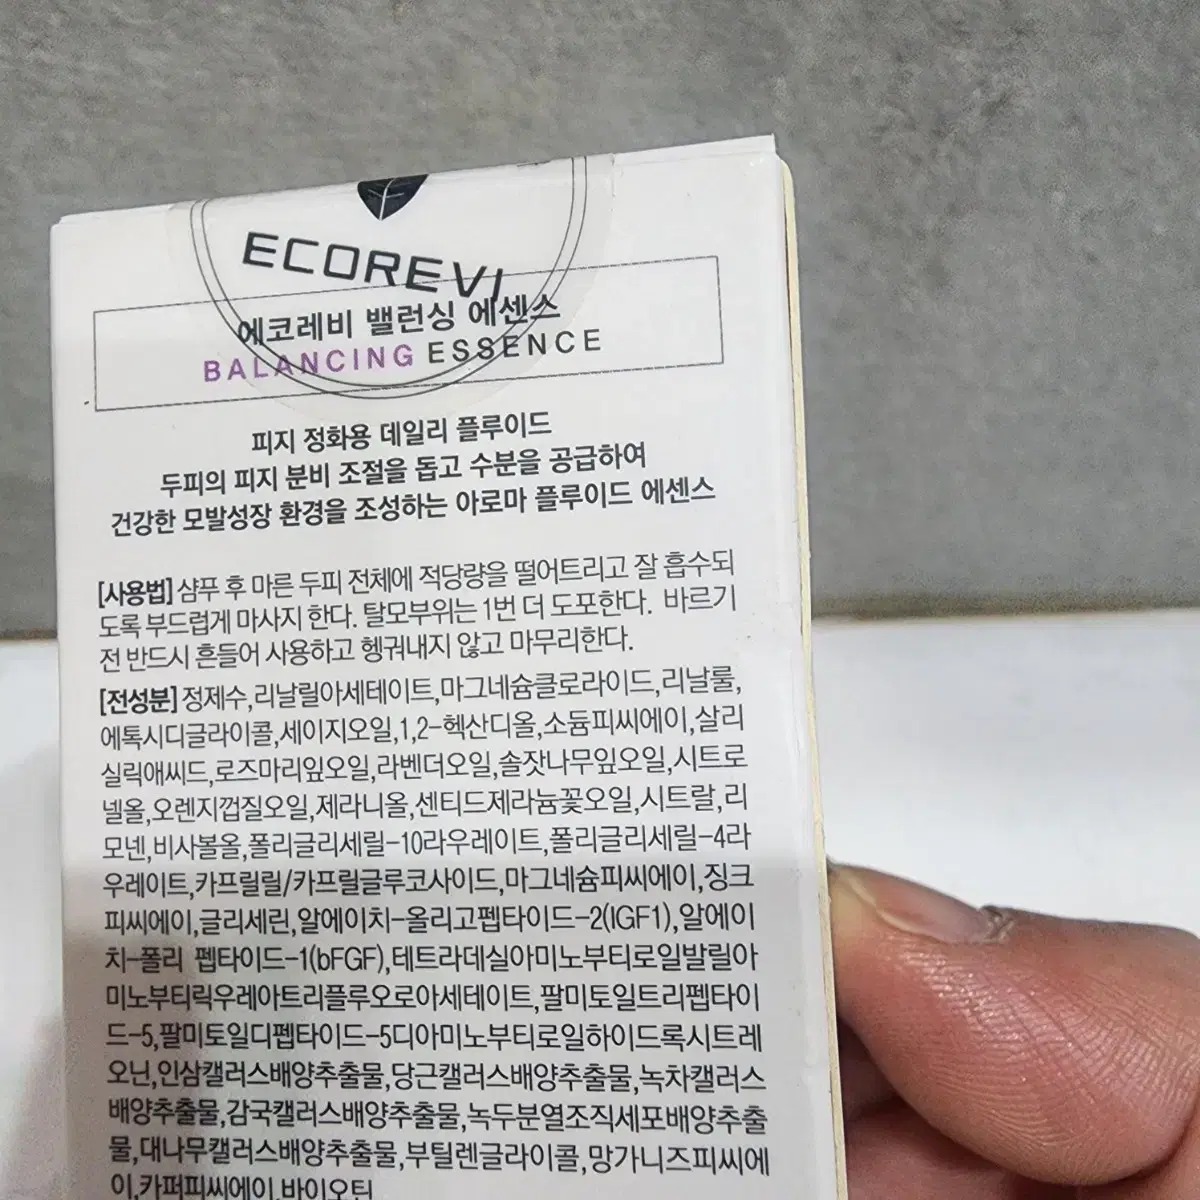 ECOREVI
에코레비 밸런싱 에센스
BALANCING ESSENCE
피지 정화용 데일리 플루이드
두피의 피지 분비 조절을 돕고 수분을 공급하여
건강한 모발성장 환경을 조성하는 아로마 플루이드 에센스
[사용법] 샴푸 후 마른 두피 전체에 적당량을 떨어트리고 잘 흡수되
도록 부드럽게 마사지 한다. 탈모부위는 1번 더 도포한다. 바르기
전 반드시 흔들어 사용하고 헹궈내지 않고 마무리한다.
[전성분] 정제수,리날릴아세테이트,마그네슘클로라이드,리날룰,
에톡시디글라이콜,세이지오일,1,2-헥산디올,소듐피씨에이,살리
실릭애씨드,로즈마리잎오일,라벤더오일,솔잣나무잎오일,시트로
넬올,오렌지껍질오일,제라니올,센티드제라늄꽃오일,시트랄,리
모넨,비사볼올,폴리글리세릴-10라우레이트,폴리글리세릴-4라
우레이트,카프릴릴/카프릴글루코사이드,마그네슘피씨에이,징크
피씨에이,글리세린,알에이치-올리고펩타이드-2(IGF1),알에이
치-폴리 펩타이드-1(bFGF),테트라데실아미노부티로일발릴아
미노부티릭우레아트리플루오로아세테이트,팔미토일트리펩타이
드-5,팔미토일디펩타이드-5디아미노부티로일하이드록시트레
오닌,인삼캘러스배양추출물,당근캘러스배양추출물,녹차캘러스
배양추출물,감국캘러스배양추출물,녹두분열조직세포배양추출
물,대나무캘러스배양추출물,부틸렌글라이콜,망가니즈피씨에
이,카퍼피씨에이,바이오틴